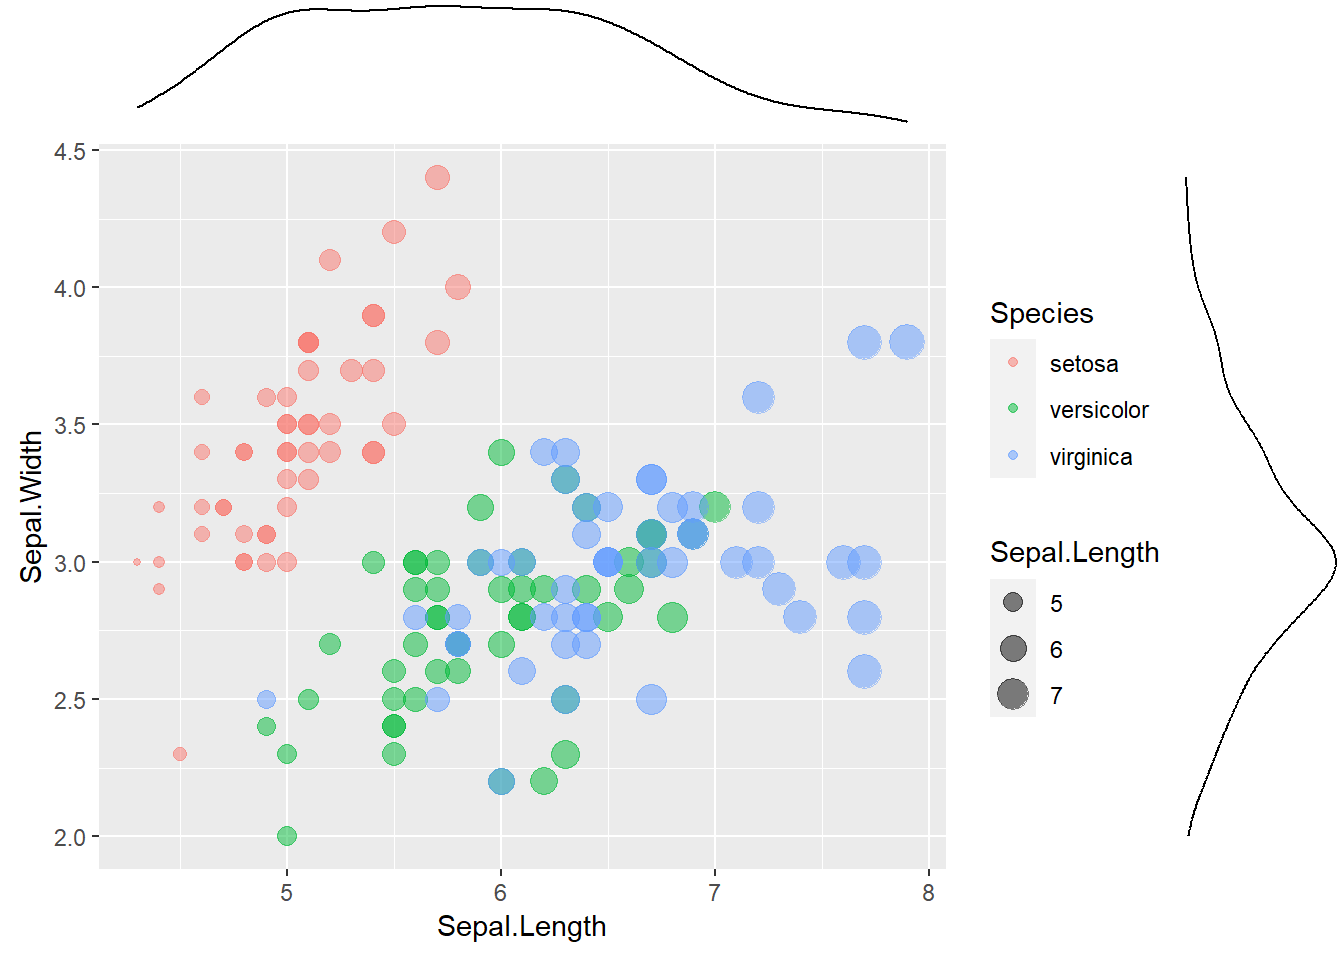 4.5
4.0
3.5
3.0
2.5
2.0
Sepal.Width
5 6 7 8
Sepal.Length
Species
setosa
versicolor
virginica
Sepal.Length
5
6
7